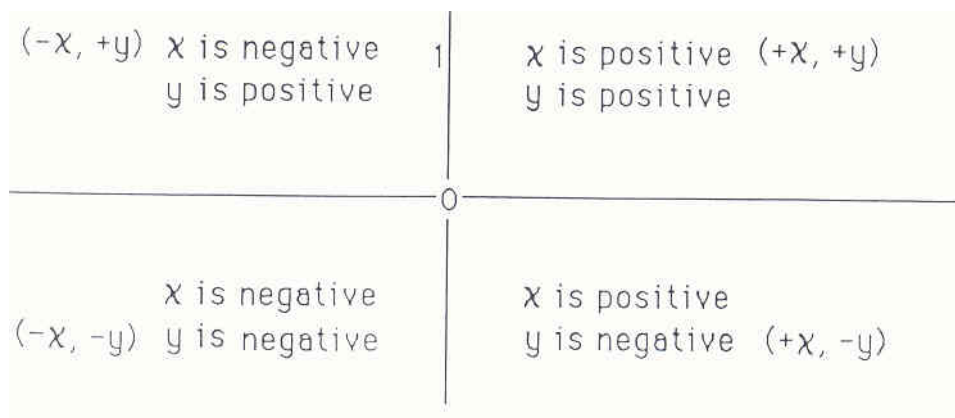 (-x, +y) x is negative
y is positive
1
x is positive (+x, +y)
y is positive
0
x is negative
(-x, -y) y is negative
x is positive
y is negative (+x, -y)